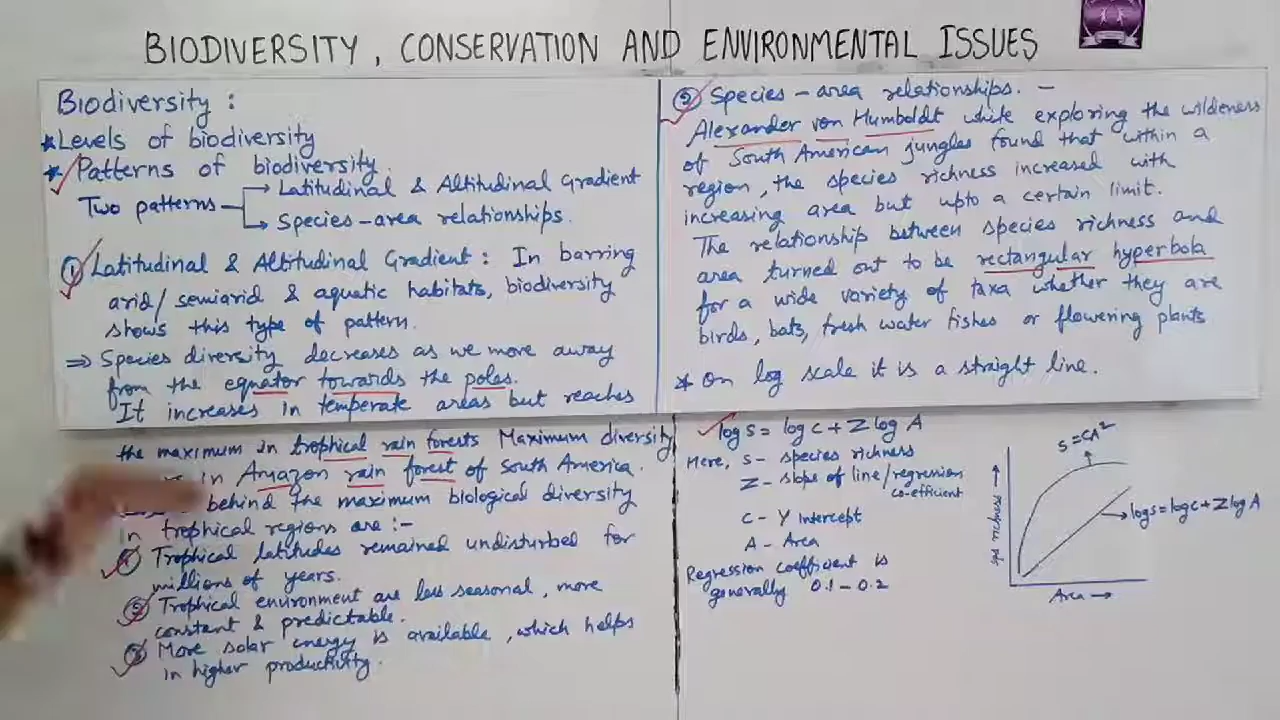 BIODIVERSITY, CONSERVATION AND ENVIRONMENTAL ISSUES
Biodiversity :
*Levels of biodiversity
* Patterns of biodiversity.
Two patterns → Latitudinal & Altitudinal Gradient
→ Species-area relationships.
① Latitudinal & Altitudinal Gradient : In barring
arid/semiarid & aquatic habitats, biodiversity
shows this type of pattern.
⇒ Species diversity decreases as we move away
from the equator towards the poles.
It increases in temperate areas but reaches
the maximum in trophical rain forests Maximum diversity
in Amazon rain forest of South America.
behind the maximum biological diversity
in trophical regions are :-
Trophical latitudes remained undisturbed for
millions of years.
② Trophical environment are less seasonal, more
constant & predictable.
③ More solar energy is available, which helps
in higher productivity.
② Species-area relationships. -
Alexander von Humboldt while exploring the wildeness
of South American jungles found that within a
region, the species richness increased with
increasing area but upto a certain limit.
The relationship between species richness and
area turned out to be rectangular hyperbola
for a wide variety of taxa whether they are
birds, bats, fresh water fishes or flowering plants
* On log scale it is a straight line.
log S = log C + Z log A
Here, S- species richness
Z- slope of line/regression
co-efficient
C- Y Intercept
A- Area
Regression coefficient is
generally 0.1-0.2
S=CA²
log S = log C + Z log A
Area →